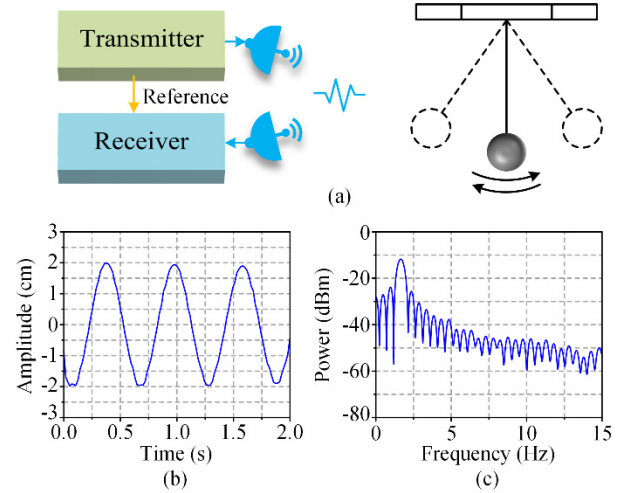 Transmitter
Reference
Receiver
(a)
3
2
1
0
-1
-2
-3
Amplitude (cm)
0.0 0.5 1.0 1.5 2.0
Time (s)
(b)
0
-20
-40
-60
-80
Power (dBm)
0 5 10 15
Frequency (Hz)
(c)